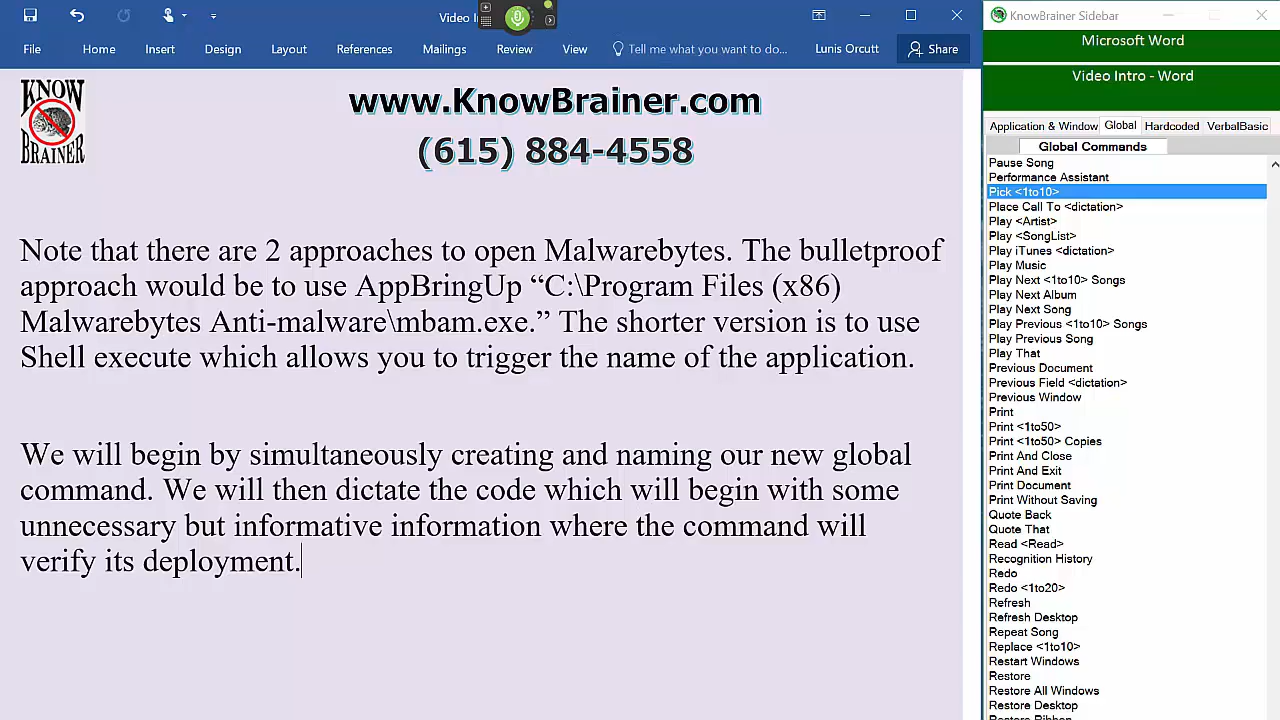 Video I
File Home Insert Design Layout References Mailings Review View Tell me what you want to do... Lunis Orcutt Share
KNOW
BRAINER
www.KnowBrainer.com
(615) 884-4558
Note that there are 2 approaches to open Malwarebytes. The bulletproof
approach would be to use AppBringUp “C:\Program Files (x86)
Malwarebytes Anti-malware\mbam.exe.” The shorter version is to use
Shell execute which allows you to trigger the name of the application.
We will begin by simultaneously creating and naming our new global
command. We will then dictate the code which will begin with some
unnecessary but informative information where the command will
verify its deployment.
KnowBrainer Sidebar
Microsoft Word
Video Intro - Word
Application & Window Global Hardcoded VerbalBasic
Global Commands
Pause Song
Performance Assistant
Pick <1to10>
Place Call To <dictation>
Play <Artist>
Play <SongList>
Play iTunes <dictation>
Play Music
Play Next <1to10> Songs
Play Next Album
Play Next Song
Play Previous <1to10> Songs
Play Previous Song
Play That
Previous Document
Previous Field <dictation>
Previous Window
Print
Print <1to50>
Print <1to50> Copies
Print And Close
Print And Exit
Print Document
Print Without Saving
Quote Back
Quote That
Read <Read>
Recognition History
Redo
Redo <1to20>
Refresh
Refresh Desktop
Repeat Song
Replace <1to10>
Restart Windows
Restore
Restore All Windows
Restore Desktop
Restore Ribbon